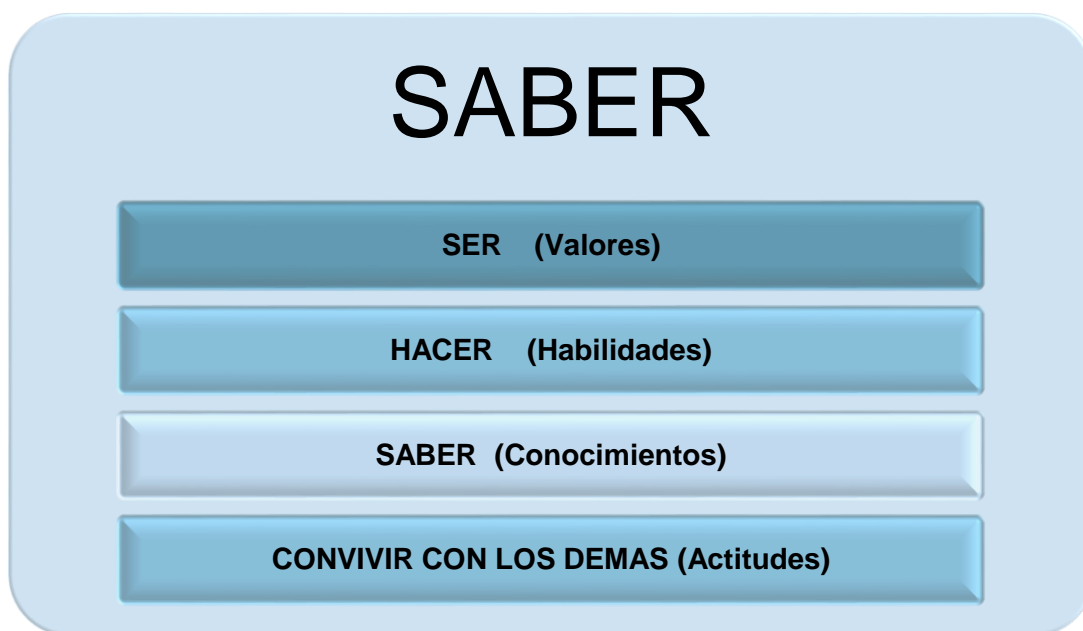 SABER
SER (Valores)
HACER (Habilidades)
SABER (Conocimientos)
CONVIVIR CON LOS DEMAS (Actitudes)